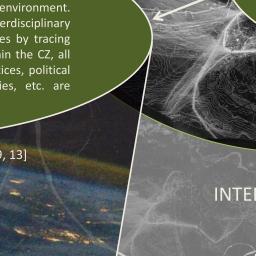 environment.
erdisciplinary
es by tracing
in the CZ, all
ices, political
ies, etc. are
9, 13]
INTE